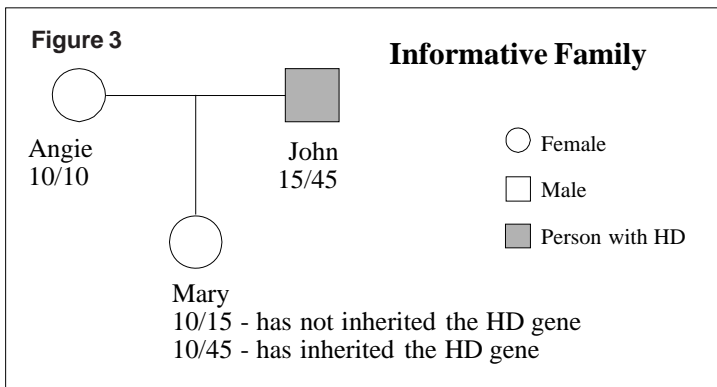 Figure 3
Informative Family
Angie
10/10
John
15/45
Female
Male
Person with HD
Mary
10/15 - has not inherited the HD gene
10/45 - has inherited the HD gene